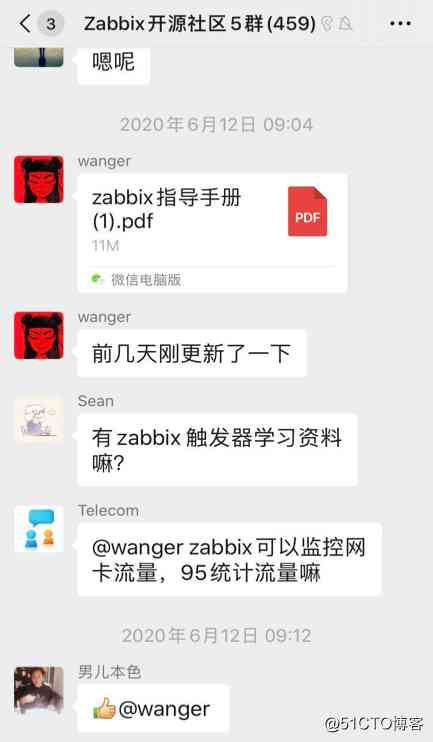 3 Zabbix开源社区5群(459)
嗯呢
2020年6月12日 09:04
wanger
zabbix指导手册
(1).pdf
PDF
11M
微信电脑版
wanger
前几天刚更新了一下
Sean
有zabbix 触发器学习资料
嘛?
Telecom
@wanger zabbix可以监控网
卡流量，95统计流量嘛
2020年6月12日 09:12
男儿本色
👍@wanger
@51CTO博客